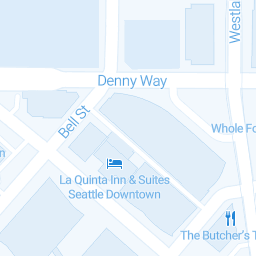 Westla
Denny Way
Bell St
Whole Fo
n
La Quinta Inn & Suites
Seattle Downtown
The Butcher's T